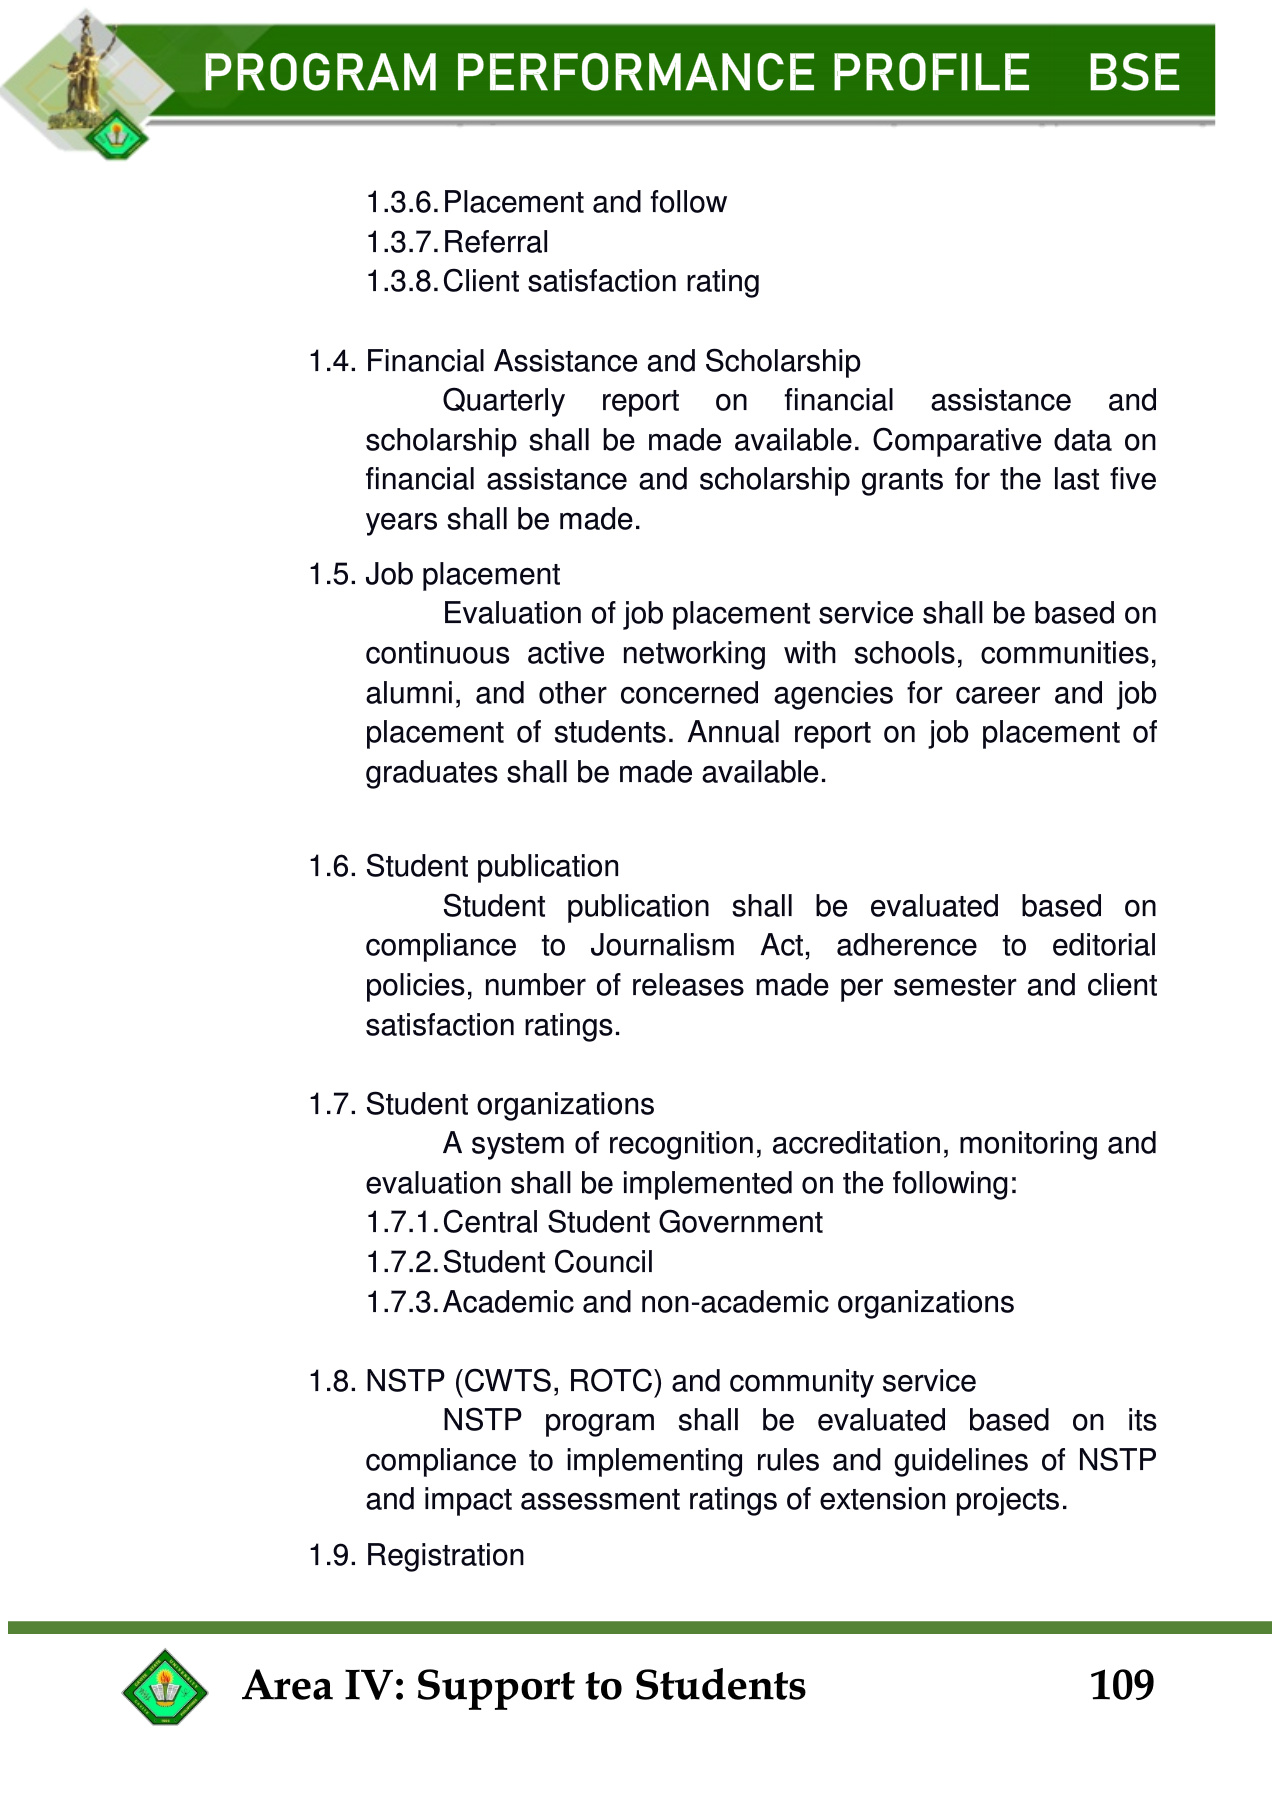 PROGRAM PERFORMANCE PROFILE BSE
1.3.6. Placement and follow
1.3.7. Referral
1.3.8. Client satisfaction rating
1.4. Financial Assistance and Scholarship
Quarterly report on financial assistance and
scholarship shall be made available. Comparative data on
financial assistance and scholarship grants for the last five
years shall be made.
1.5. Job placement
Evaluation of job placement service shall be based on
continuous active networking with schools, communities,
alumni, and other concerned agencies for career and job
placement of students. Annual report on job placement of
graduates shall be made available.
1.6. Student publication
Student publication shall be evaluated based on
compliance to Journalism Act, adherence to editorial
policies, number of releases made per semester and client
satisfaction ratings.
1.7. Student organizations
A system of recognition, accreditation, monitoring and
evaluation shall be implemented on the following:
1.7.1. Central Student Government
1.7.2. Student Council
1.7.3. Academic and non-academic organizations
1.8. NSTP (CWTS, ROTC) and community service
NSTP program shall be evaluated based on its
compliance to implementing rules and guidelines of NSTP
and impact assessment ratings of extension projects.
1.9. Registration
Area IV: Support to Students 109